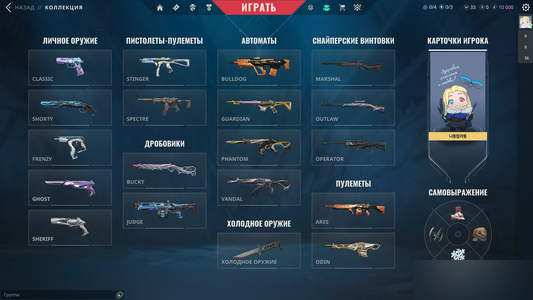 НАЗАД // КОЛЛЕКЦИЯ
ИГРАТЬ
0/4 0/3
33 0 10 000
ЛИЧНОЕ ОРУЖИЕ
ПИСТОЛЕТЫ-ПУЛЕМЕТЫ
АВТОМАТЫ
СНАЙПЕРСКИЕ ВИНТОВКИ
КАРТОЧКИ ИГРОКА
CLASSIC
STINGER
BULLDOG
MARSHAL
SHORTY
SPECTRE
GUARDIAN
OUTLAW
FRENZY
ДРОБОВИКИ
PHANTOM
OPERATOR
BUCKY
ПУЛЕМЕТЫ
САМОВЫРАЖЕНИЕ
GHOST
VANDAL
JUDGE
ХОЛОДНОЕ ОРУЖИЕ
ARES
SHERIFF
ХОЛОДНОЕ ОРУЖИЕ
ODIN
Группа: